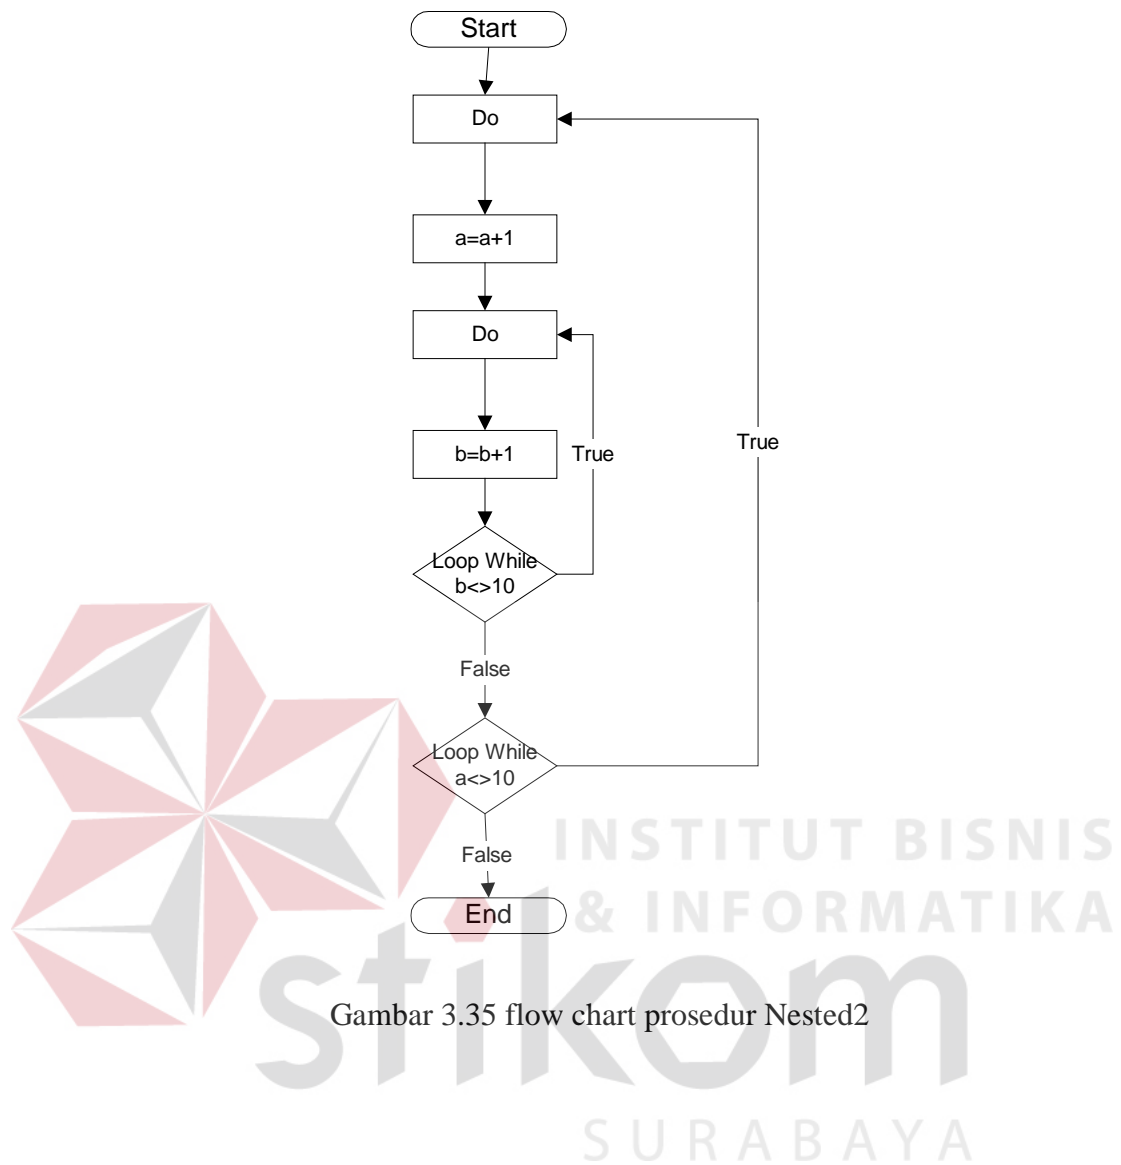 Start
Do
a=a+1
Do
b=b+1
True
True
Loop While
b<>10
False
Loop While
a<>10
False
End
INSTITUT BISNIS
& INFORMATIKA
stikom
Gambar 3.35 flow chart prosedur Nested2
SURABAYA